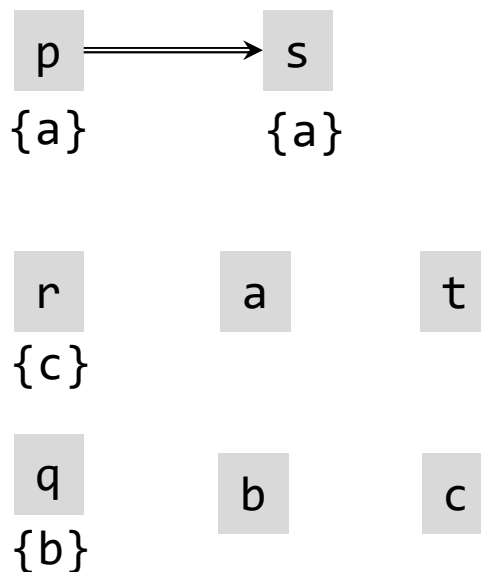 p s
{a} {a}
r a t
{c}
q b c
{b}